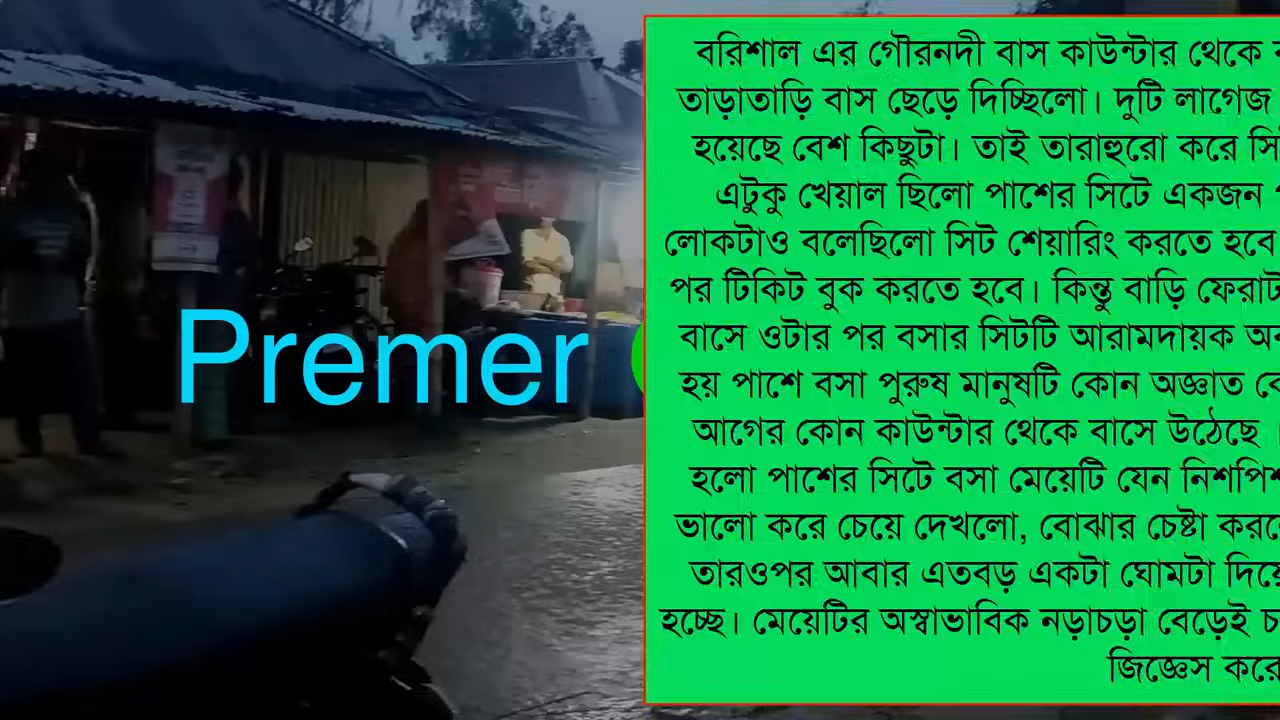 Premer
বরিশাল এর গৌরনদী বাস কাউন্টার থেকে
তাড়াতাড়ি বাস ছেড়ে দিচ্ছিলো। দুটি লাগেজ
হয়েছে বেশ কিছুটা। তাই তারাহুরো করে সি
এটুকু খেয়াল ছিলো পাশের সিটে একজন
লোকটাও বলেছিলো সিট শেয়ারিং করতে হবে
পর টিকিট বুক করতে হবে। কিন্তু বাড়ি ফেরাট
বাসে ওটার পর বসার সিটটি আরামদায়ক
হয় পাশে বসা পুরুষ মানুষটি কোন অজ্ঞাত
আগের কোন কাউন্টার থেকে বাসে উঠেছে ।
হলো পাশের সিটে বসা মেয়েটি যেন নিশপিশ
ভালো করে চেয়ে দেখলো, বোঝার চেষ্টা
তারওপর আবার এতবড় একটা ঘোমটা দিয়ে
হচ্ছে। মেয়েটির অস্বাভাবিক নড়াচড়া বেড়েই
জিজ্ঞেস করে